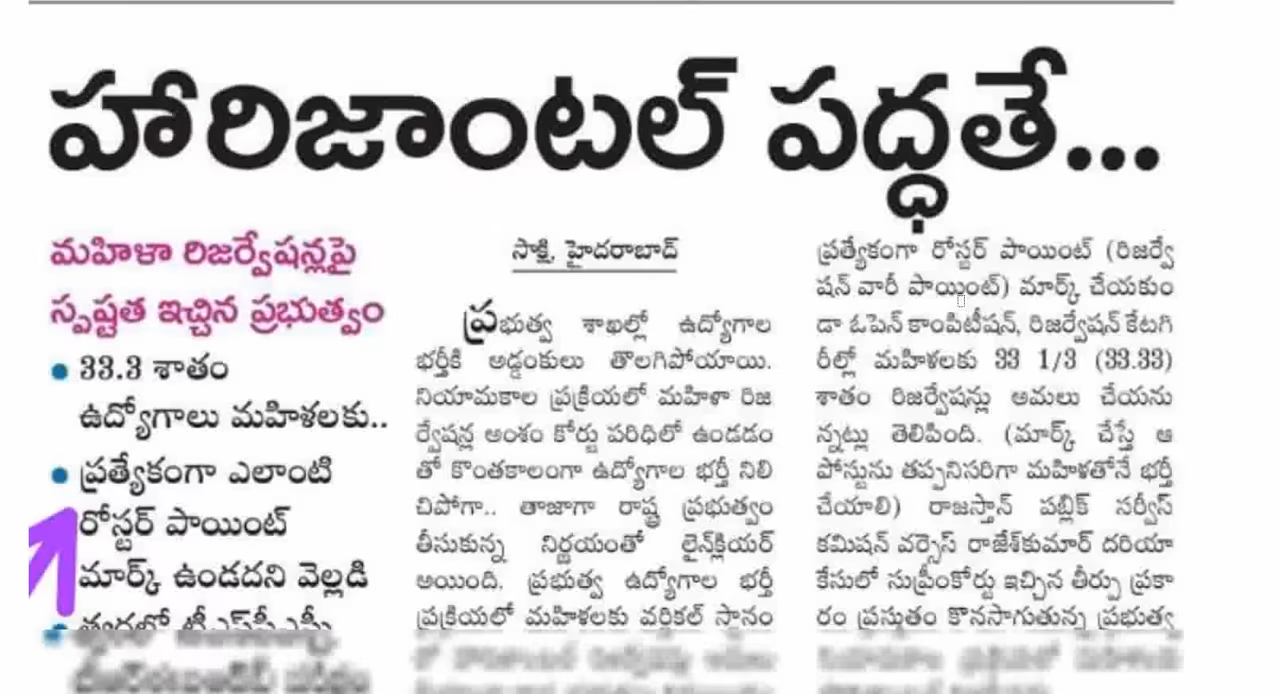 హారిజాంటల్ పద్ధతే...
మహిళా రిజర్వేషన్లపై
స్పష్టత ఇచ్చిన ప్రభుత్వం
● 33.3 శాతం
ఉద్యోగాలు మహిళలకు..
● ప్రత్యేకంగా ఎలాంటి
రోస్టర్ పాయింట్
మార్క్ ఉండదని వెల్లడి
● త్వరలో టీఎస్‌పీఎస్సీ,
సాక్షి, హైదరాబాద్
ప్రభుత్వ శాఖల్లో ఉద్యోగాల
భర్తీకి అడ్డంకులు తొలగిపోయాయి.
నియామకాల ప్రక్రియలో మహిళా రిజ
ర్వేషన్ల అంశం కోర్టు పరిధిలో ఉండడం
తో కొంతకాలంగా ఉద్యోగాల భర్తీ నిలి
చిపోగా.. తాజాగా రాష్ట్ర ప్రభుత్వం
తీసుకున్న నిర్ణయంతో లైన్‌క్లియర్
అయింది. ప్రభుత్వ ఉద్యోగాల భర్తీ
ప్రక్రియలో మహిళలకు వర్టికల్ స్థానం
ప్రత్యేకంగా రోస్టర్ పాయింట్ (రిజర్వే
షన్ వారీ పాయింట్) మార్క్ చేయకుం
డా ఓపెన్ కాంపిటీషన్, రిజర్వేషన్ కేటగి
రీల్లో మహిళలకు 33 1/3 (33.33)
శాతం రిజర్వేషన్లు అమలు చేయను
న్నట్లు తెలిపింది. (మార్క్ చేస్తే ఆ
పోస్టును తప్పనిసరిగా మహిళతోనే భర్తీ
చేయాలి) రాజస్తాన్ పబ్లిక్ సర్వీస్
కమిషన్ వర్సెస్ రాజేశ్‌కుమార్ దరియా
కేసులో సుప్రీంకోర్టు ఇచ్చిన తీర్పు ప్రకా
రం ప్రస్తుతం కొనసాగుతున్న ప్రభుత్వ